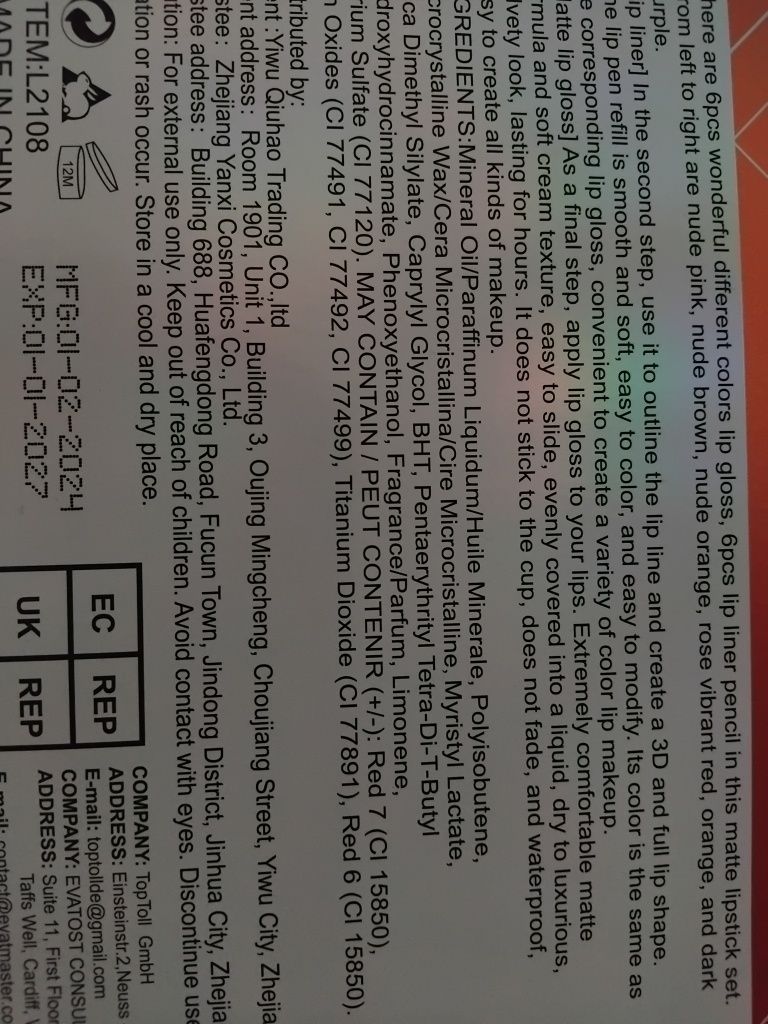 here are 6pcs wonderful different colors lip gloss, 6pcs lip liner pencil in this matte lipstick set.
rom left to right are nude pink, nude brown, nude orange, rose vibrant red, orange, and dark
urple.
ip liner] In the second step, use it to outline the lip line and create a 3D and full lip shape.
he lip pen refill is smooth and soft, easy to color, and easy to modify. Its color is the same as
e corresponding lip gloss, convenient to create a variety of color lip makeup.
latte lip gloss] As a final step, apply lip gloss to your lips. Extremely comfortable matte
rmula and soft cream texture, easy to slide, evenly covered into a liquid, dry to luxurious,
lvety look, lasting for hours. It does not stick to the cup, does not fade, and waterproof,
sy to create all kinds of makeup.
GREDIENTS:Mineral Oil/Paraffinum Liquidum/Huile Minerale, Polyisobutene,
crocrystalline Wax/Cera Microcristallina/Cire Microcristalline, Myristyl Lactate,
ca Dimethyl Silylate, Caprylyl Glycol, BHT, Pentaerythrityl Tetra-Di-T-Butyl
droxyhydrocinnamate, Phenoxyethanol, Fragrance/Parfum, Limonene,
rium Sulfate (CI 77120). MAY CONTAIN / PEUT CONTENIR (+/-): Red 7 (CI 15850),
n Oxides (CI 77491, CI 77492, CI 77499), Titanium Dioxide (CI 77891), Red 6 (CI 15850).
tributed by:
ent :Yiwu Qiuhao Trading CO.,ltd
ent address: Room 1901, Unit 1, Building 3, Oujing Mingcheng, Choujiang Street, Yiwu City, Zhejia
stee: Zhejiang Yanxi Cosmetics Co., Ltd.
stee address: Building 688, Huafengdong Road, Fucun Town, Jindong District, Jinhua City, Zhejia
ution: For external use only. Keep out of reach of children. Avoid contact with eyes. Discontinue use
ation or rash occur. Store in a cool and dry place.
12M
TEM:L2108
MADE IN CHINA
MFG:01-02-2024
EXP:01-01-2027
EC REP
UK REP
COMPANY: TopToll GmbH
ADDRESS: Einsteinstr.2,Neuss
E-mail: toptollde@gmail.com
COMPANY: EVATOST CONSU
ADDRESS: Suite 11, First Floor
Taffs Well, Cardiff,
E-mail: contact@evatmaster.co